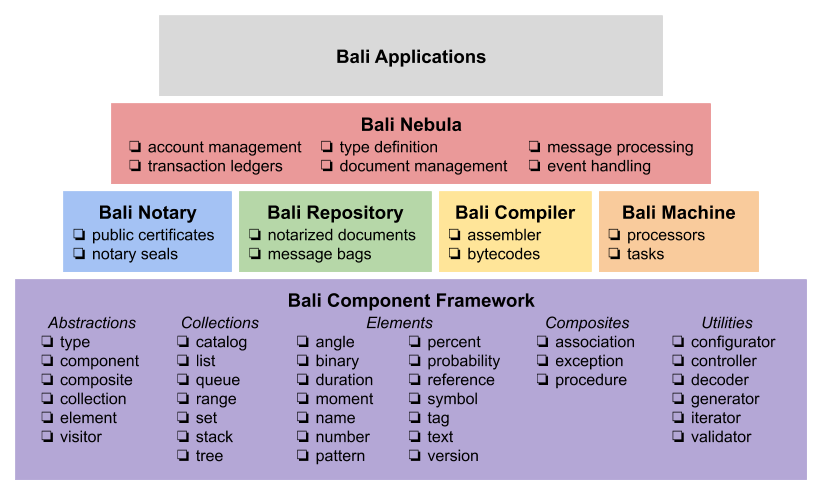 Bali Applications
Bali Nebula
❏ account management ❏ type definition ❏ message processing
❏ transaction ledgers ❏ document management ❏ event handling
Bali Notary
❏ public certificates
❏ notary seals
Bali Repository
❏ notarized documents
❏ message bags
Bali Compiler
❏ assembler
❏ bytecodes
Bali Machine
❏ processors
❏ tasks
Bali Component Framework
Abstractions
❏ type
❏ component
❏ composite
❏ collection
❏ element
❏ visitor
Collections
❏ catalog
❏ list
❏ queue
❏ range
❏ set
❏ stack
❏ tree
Elements
❏ angle
❏ binary
❏ duration
❏ moment
❏ name
❏ number
❏ pattern
❏ percent
❏ probability
❏ reference
❏ symbol
❏ tag
❏ text
❏ version
Composites
❏ association
❏ exception
❏ procedure
Utilities
❏ configurator
❏ controller
❏ decoder
❏ generator
❏ iterator
❏ validator